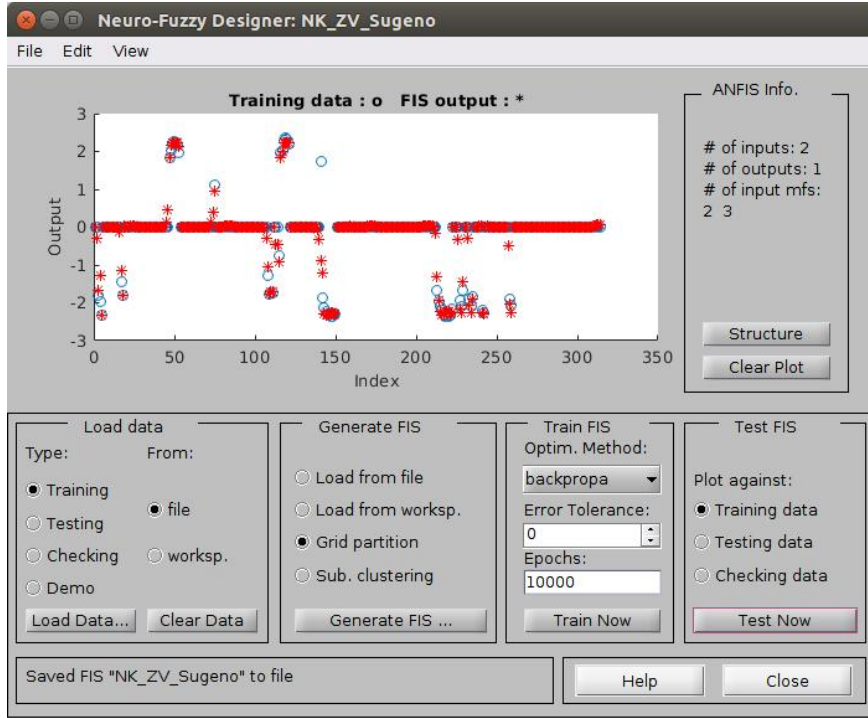 Neuro-Fuzzy Designer: NK_ZV_Sugeno
File Edit View
Training data : o FIS output : *
3
2
1
0
-1
-2
-3
Output
0 50 100 150 200 250 300 350
Index
ANFIS Info.
# of inputs: 2
# of outputs: 1
# of input mfs:
2 3
Structure
Clear Plot
Load data
Type: From:
Training
Testing
Checking
Demo
file
worksp.
Load Data... Clear Data
Generate FIS
Load from file
Load from worksp.
Grid partition
Sub. clustering
Generate FIS ...
Train FIS
Optim. Method:
backpropa
Error Tolerance:
0
Epochs:
10000
Train Now
Test FIS
Plot against:
Training data
Testing data
Checking data
Test Now
Saved FIS "NK_ZV_Sugeno" to file
Help Close